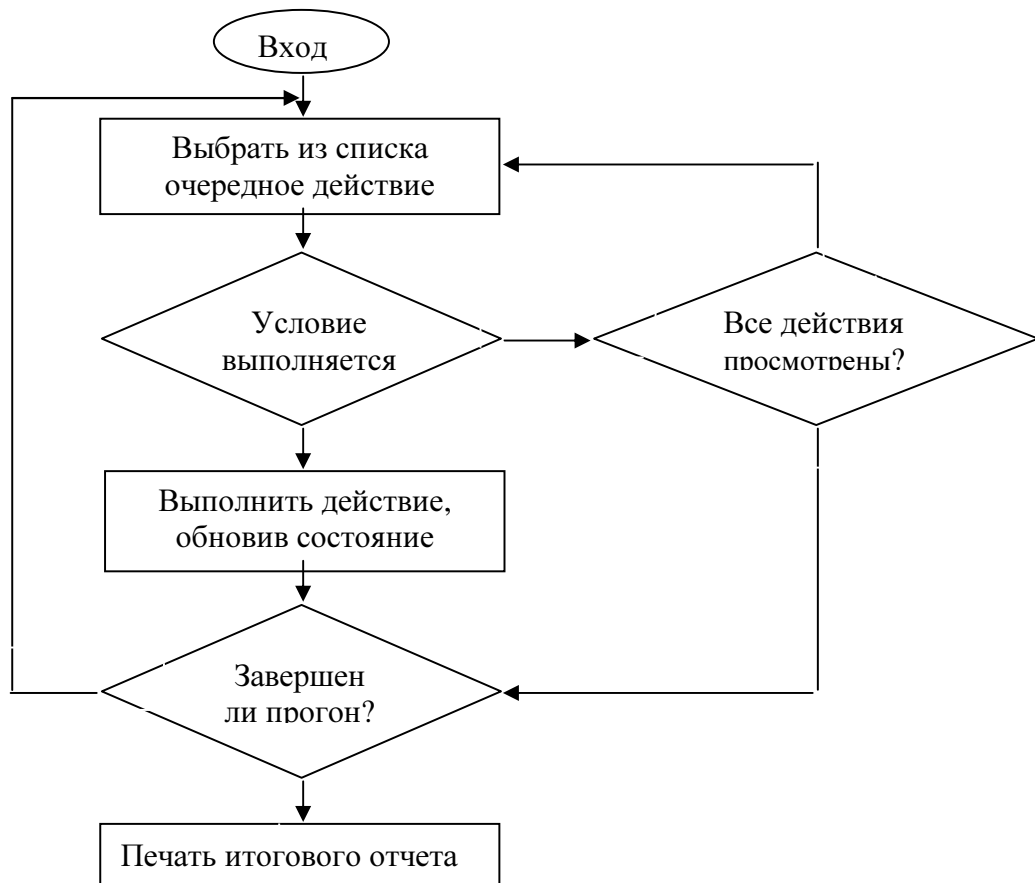 Вход
Выбрать из списка
очередное действие
Условие
выполняется
Все действия
просмотрены?
Выполнить действие,
обновив состояние
Завершен
ли прогон?
Печать итогового отчета